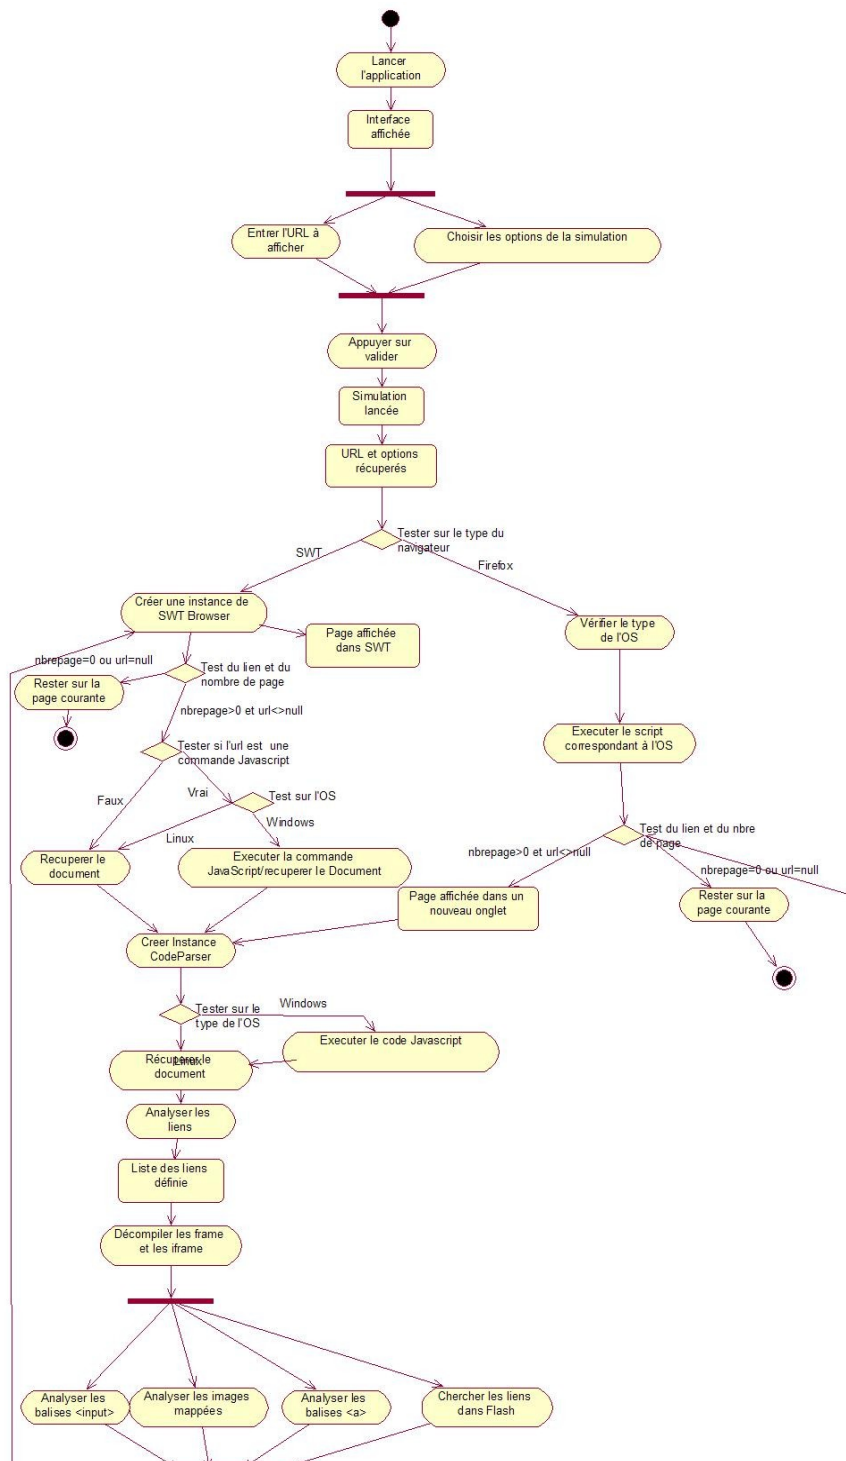 Lancer
l'application
Interface
affichée
Entrer l'URL à
afficher
Choisir les options de la simulation
Appuyer sur
valider
Simulation
lancée
URL et options
récuperés
Tester sur le type du
navigateur
SWT
Firefox
Créer une instance de
SWT Browser
Page affichée
dans SWT
Vérifier le type
de l'OS
nbrepage=0 ou url=null
Test du lien et du
nombre de page
Rester sur la
page courante
nbrepage>0 et url<>null
Executer le script
correspondant à l'OS
Tester si l'url est une
commande Javascript
Faux
Vrai
Test sur l'OS
Linux
Windows
Test du lien et du nbre
de page
nbrepage>0 et url<>null
nbrepage=0 ou url=null
Recuperer le
document
Executer la commande
JavaScript/recuperer le Document
Page affichée dans un
nouveau onglet
Rester sur la
page courante
Creer Instance
CodeParser
Tester sur le
type de l'OS
Windows
Executer le code Javascript
Récuperer le
document
Linux
Analyser les
liens
Liste des liens
définie
Décompiler les frame
et les iframe
Analyser les
balises <input>
Analyser les images
mappées
Analyser les
balises <a>
Chercher les liens
dans Flash